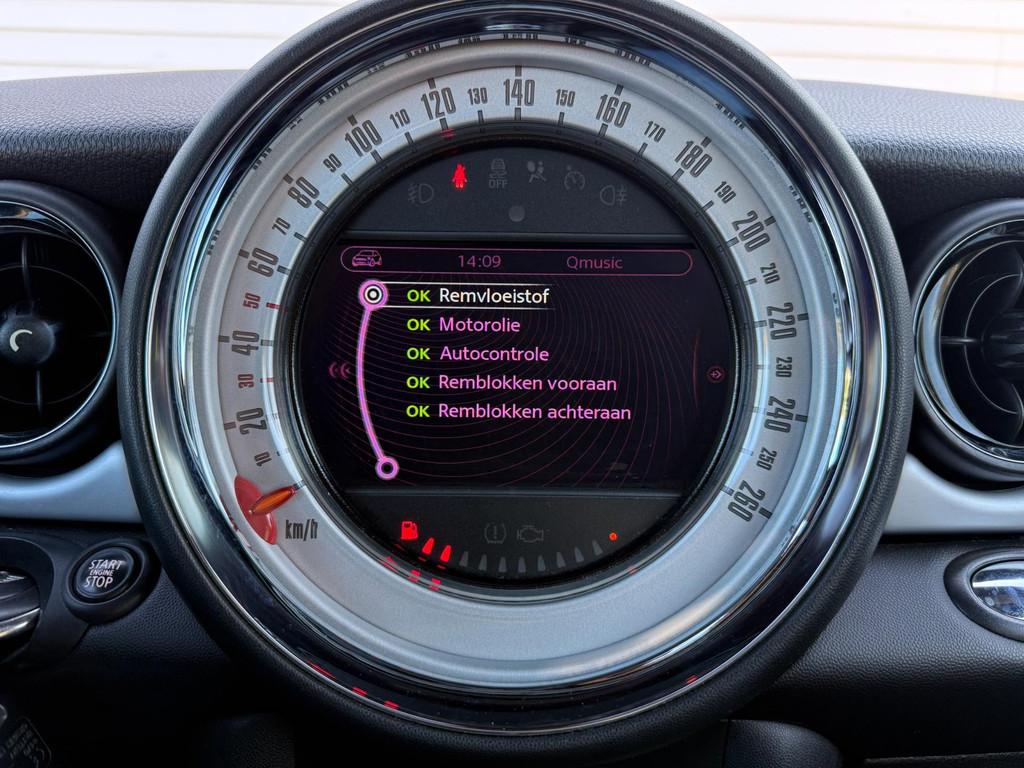 10 20 30 40 50 60 70 80 90 100 110 120 130 140 150 160 170 180 190 200 210 220 230 240 250 260
km/h
OFF
14:09 Qmusic
OK Remvloeistof
OK Motorolie
OK Autocontrole
OK Remblokken vooraan
OK Remblokken achteraan
START
ENGINE
STOP